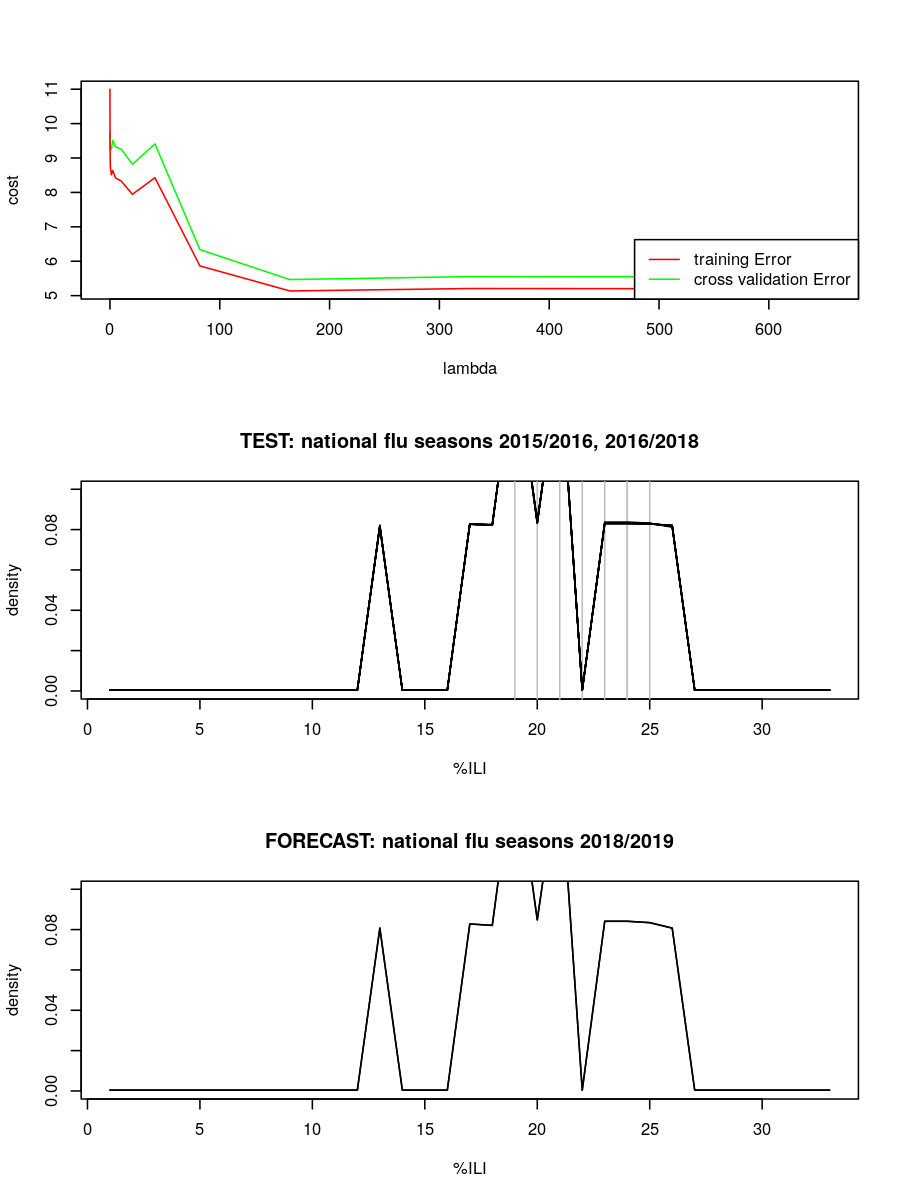 11
10
9
8
7
6
5
cost
training Error
cross validation Error
0 100 200 300 400 500 600
lambda
TEST: national flu seasons 2015/2016, 2016/2018
0.08
0.04
0.00
density
0 5 10 15 20 25 30
%ILI
FORECAST: national flu seasons 2018/2019
0.08
0.04
0.00
density
0 5 10 15 20 25 30
%ILI